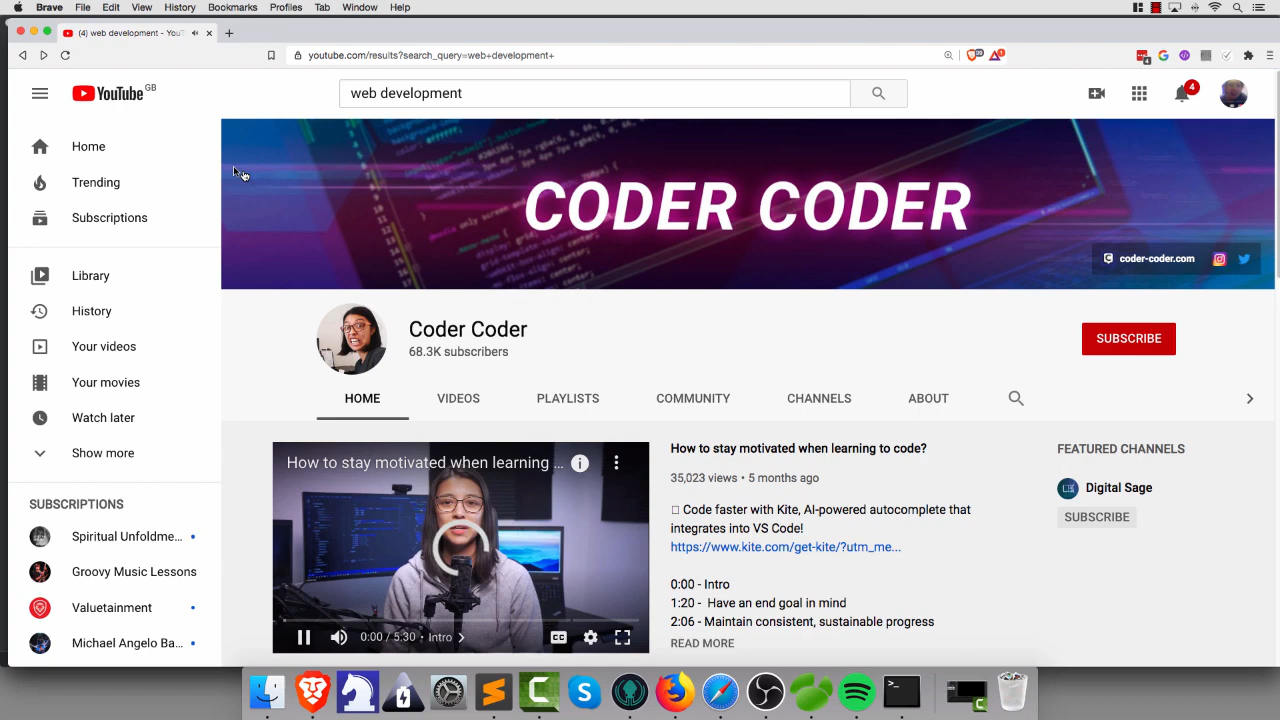 Brave File Edit View History Bookmarks Profiles Tab Window Help
(4) web development - YouT
youtube.com/results?search_query=web+development+
YouTube GB
web development
4
Home
Trending
Subscriptions
Library
History
Your videos
Your movies
Watch later
Show more
SUBSCRIPTIONS
Spiritual Unfoldme...
Groovy Music Lessons
Valuetainment
Michael Angelo Ba...
CODER CODER
coder-coder.com
Coder Coder
68.3K subscribers
SUBSCRIBE
HOME VIDEOS PLAYLISTS COMMUNITY CHANNELS ABOUT
How to stay motivated when learning ...
0:00 / 5:30 • Intro
CC
How to stay motivated when learning to code?
35,023 views • 5 months ago
Code faster with Kite, AI-powered autocomplete that
integrates into VS Code!
https://www.kite.com/get-kite/?utm_me...
0:00 - Intro
1:20 - Have an end goal in mind
2:06 - Maintain consistent, sustainable progress
READ MORE
FEATURED CHANNELS
Digital Sage
SUBSCRIBE